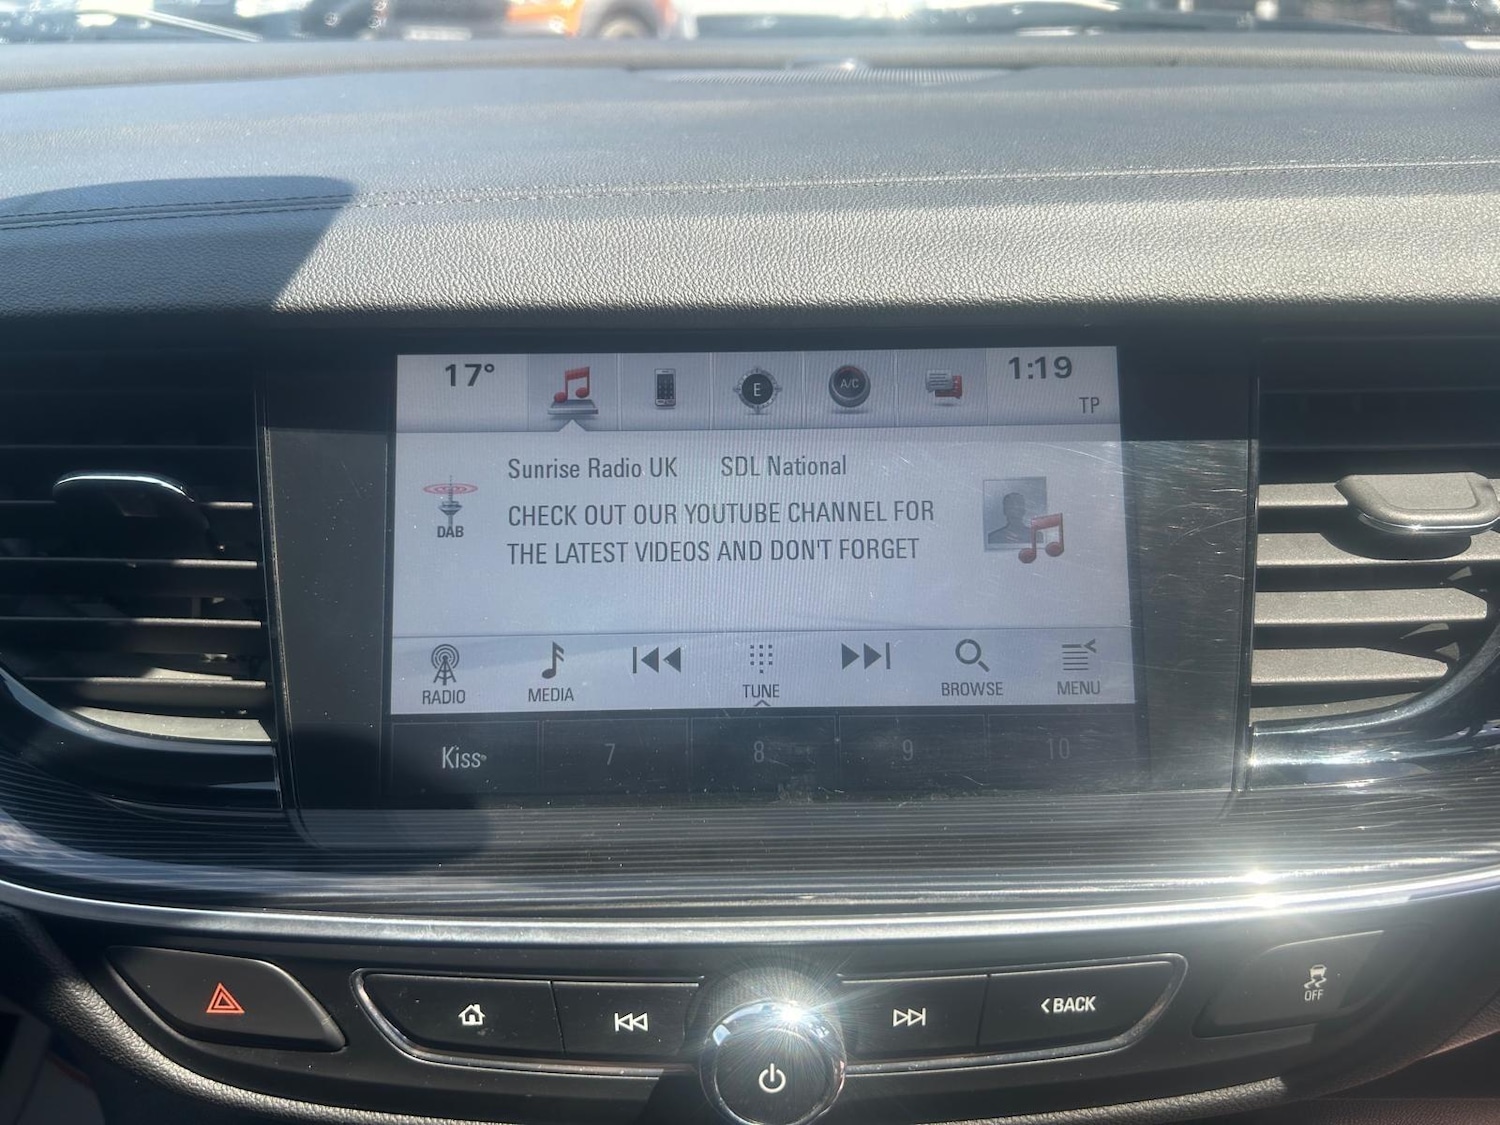 17°
E
A/C
1:19
TP
Sunrise Radio UK SDL National
DAB
CHECK OUT OUR YOUTUBE CHANNEL FOR
THE LATEST VIDEOS AND DON'T FORGET
RADIO MEDIA TUNE BROWSE MENU
Kiss 7 8 9 10
<BACK
OFF